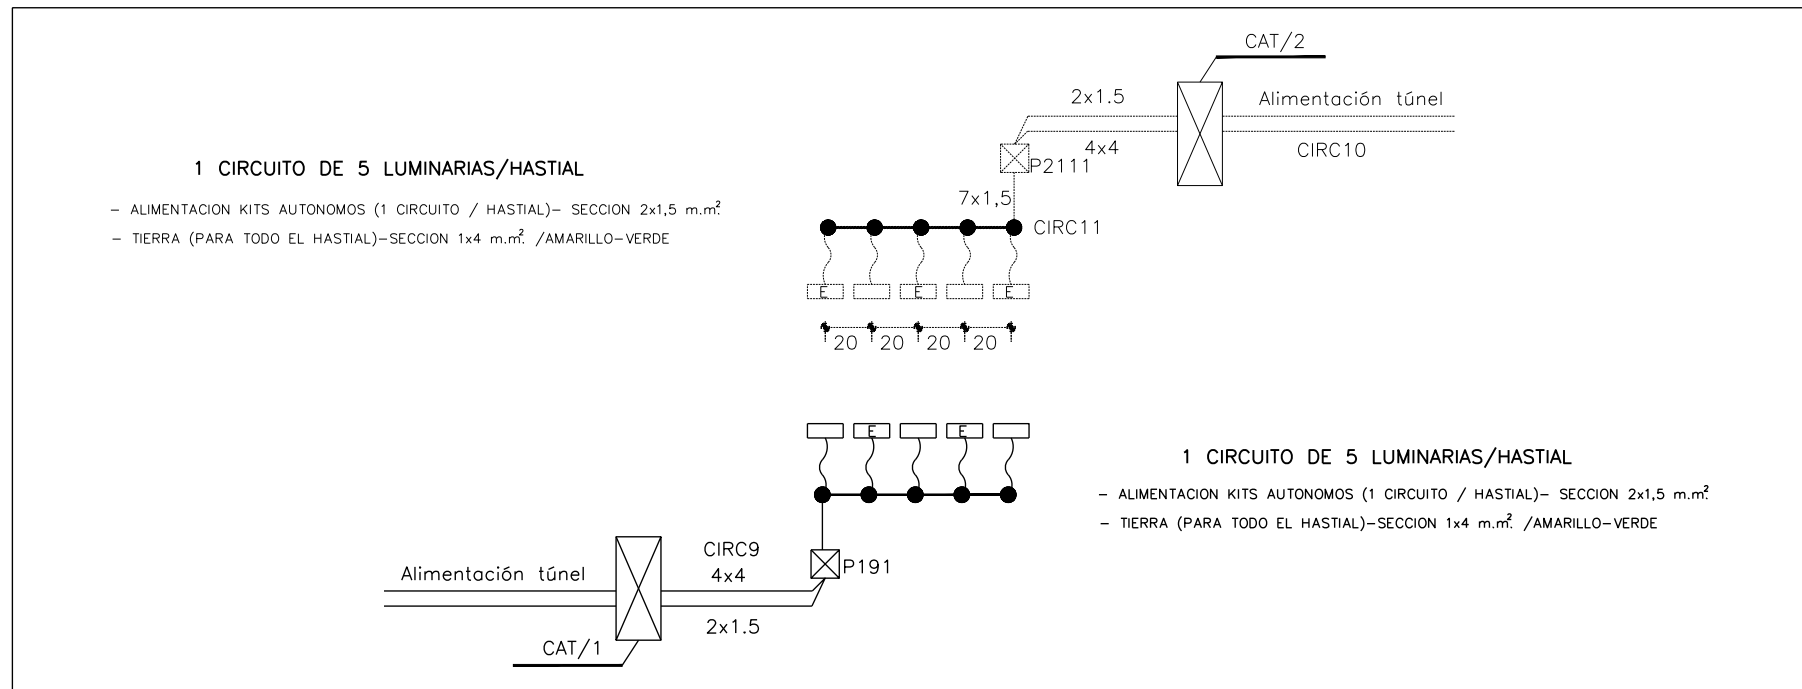 CAT/2
2x1.5
Alimentación túnel
4x4
CIRC10
P2111
1 CIRCUITO DE 5 LUMINARIAS/HASTIAL
- ALIMENTACION KITS AUTONOMOS (1 CIRCUITO / HASTIAL)- SECCION 2x1,5 m.m².
- TIERRA (PARA TODO EL HASTIAL)-SECCION 1x4 m.m². /AMARILLO-VERDE
7x1,5
CIRC11
E E E
20 20 20 20
E E
1 CIRCUITO DE 5 LUMINARIAS/HASTIAL
- ALIMENTACION KITS AUTONOMOS (1 CIRCUITO / HASTIAL)- SECCION 2x1,5 m.m².
- TIERRA (PARA TODO EL HASTIAL)-SECCION 1x4 m.m². /AMARILLO-VERDE
CIRC9
4x4
P191
Alimentación túnel
2x1.5
CAT/1